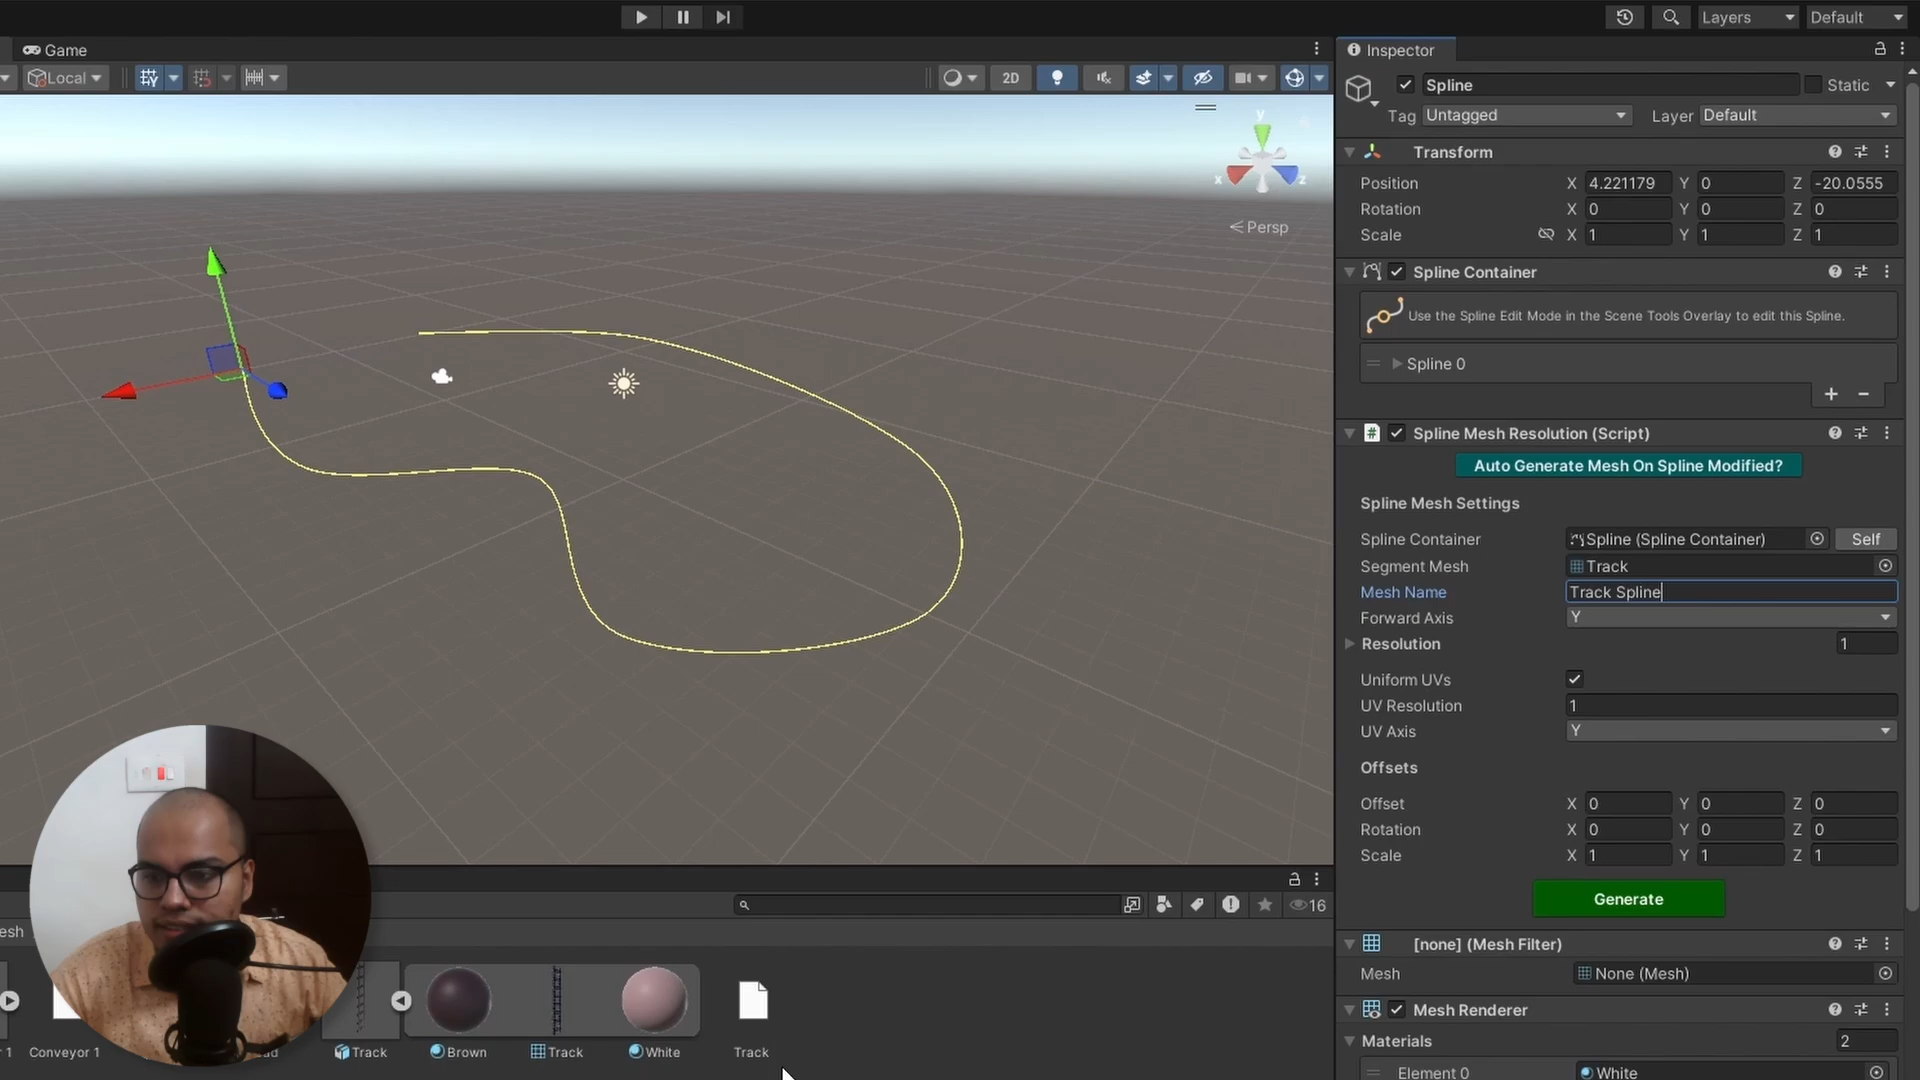 Layers
Default
Game
Inspector
Local
2D
Spline
Static
Tag Untagged Layer Default
Transform
Position X 4.221179 Y 0 Z -20.0555
Rotation X 0 Y 0 Z 0
Scale X 1 Y 1 Z 1
y
x z
Persp
Spline Container
Use the Spline Edit Mode in the Scene Tools Overlay to edit this Spline.
Spline 0
+ -
# Spline Mesh Resolution (Script)
Auto Generate Mesh On Spline Modified?
Spline Mesh Settings
Spline Container Spline (Spline Container) Self
Segment Mesh Track
Mesh Name Track Spline
Forward Axis Y
Resolution 1
Uniform UVs
UV Resolution 1
UV Axis Y
Offsets
Offset X 0 Y 0 Z 0
Rotation X 0 Y 0 Z 0
Scale X 1 Y 1 Z 1
Generate
16
esh
[none] (Mesh Filter)
Mesh None (Mesh)
Mesh Renderer
Materials 2
Element 0 White
Conveyor 1
Track
Brown
Track
White
Track